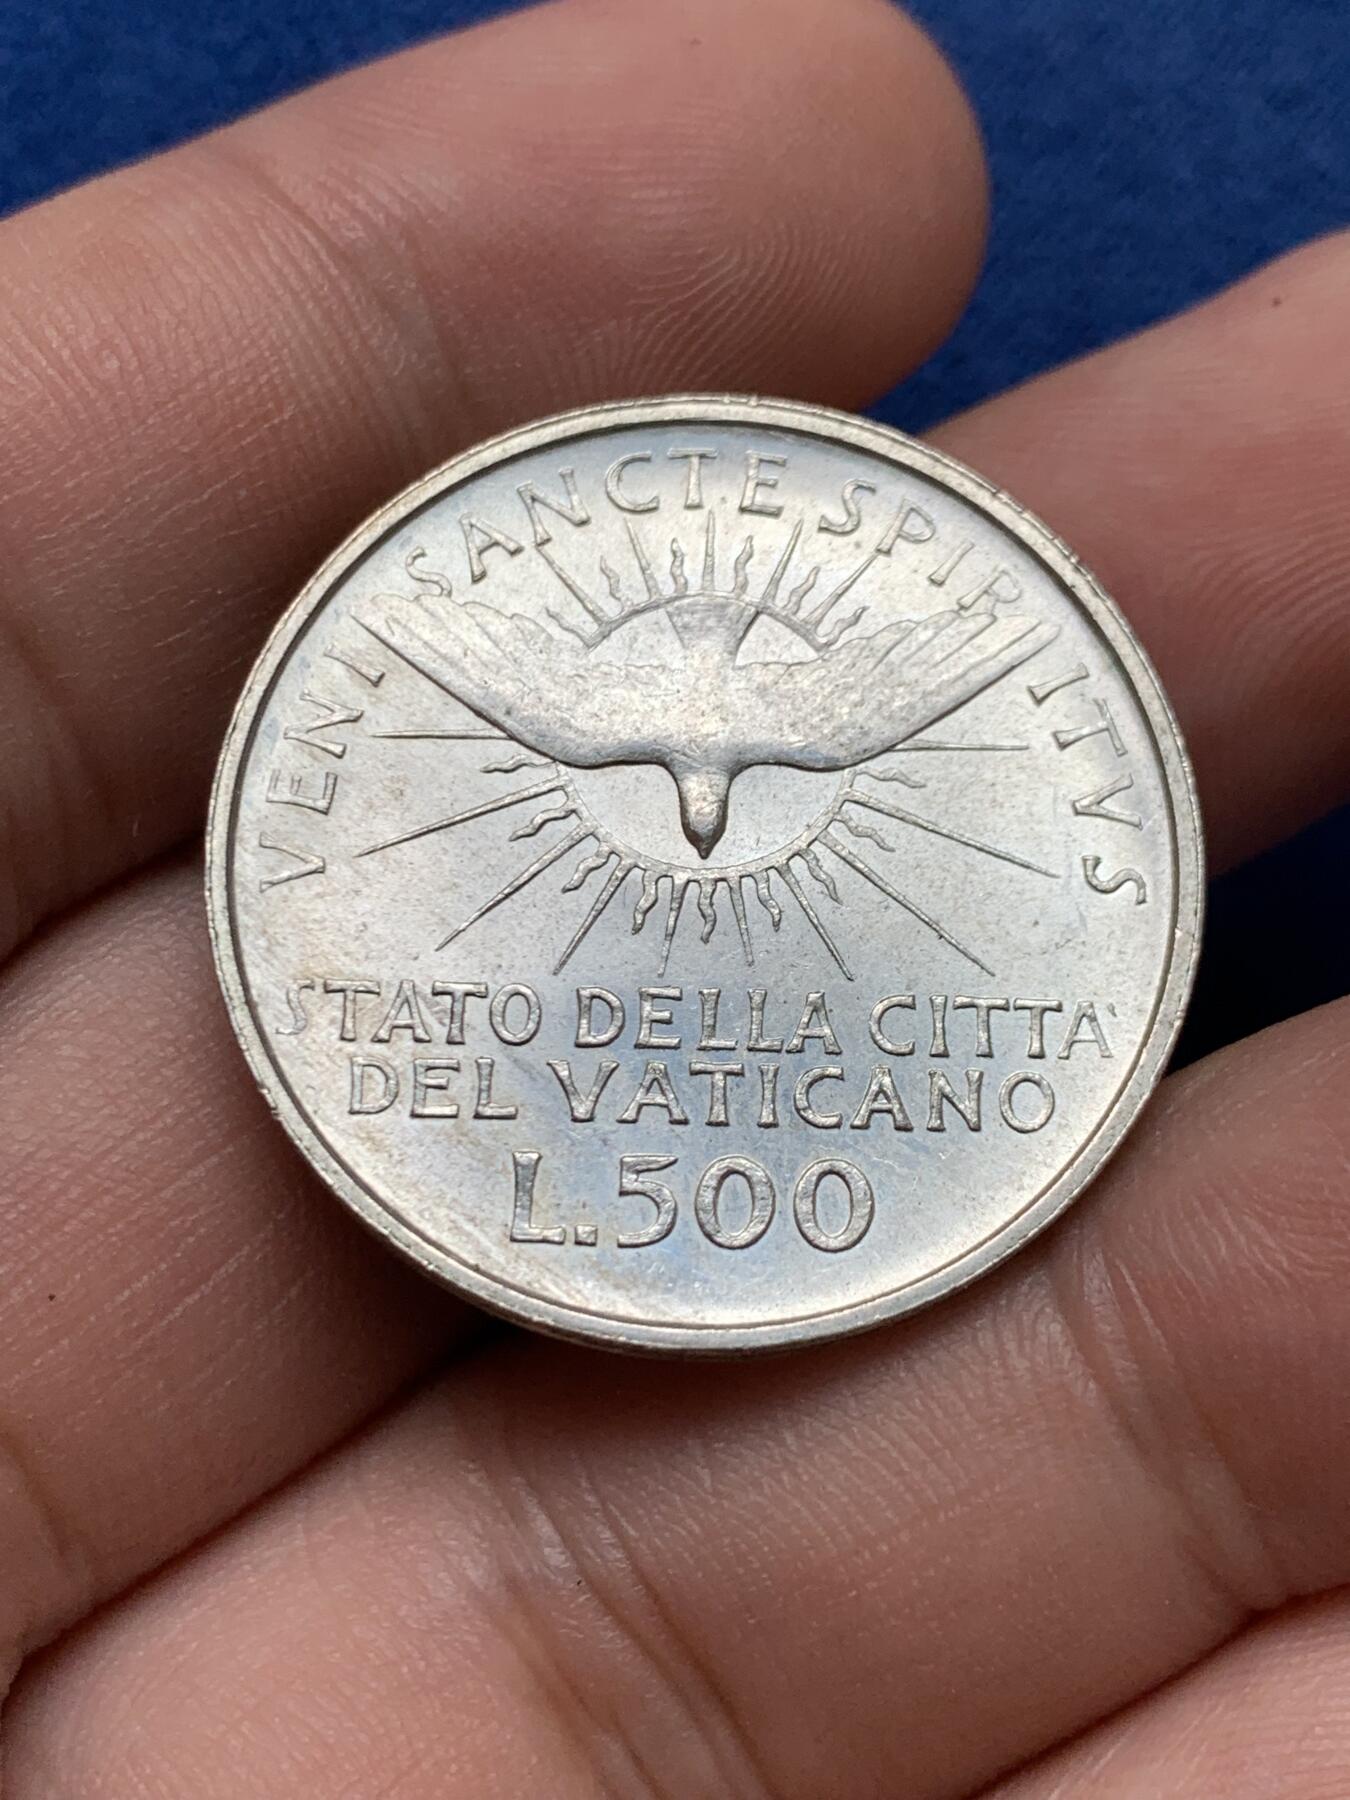 VENI SANCTE SPIRITVS
STATO DELLA CITTA'
DEL VATICANO
L.500